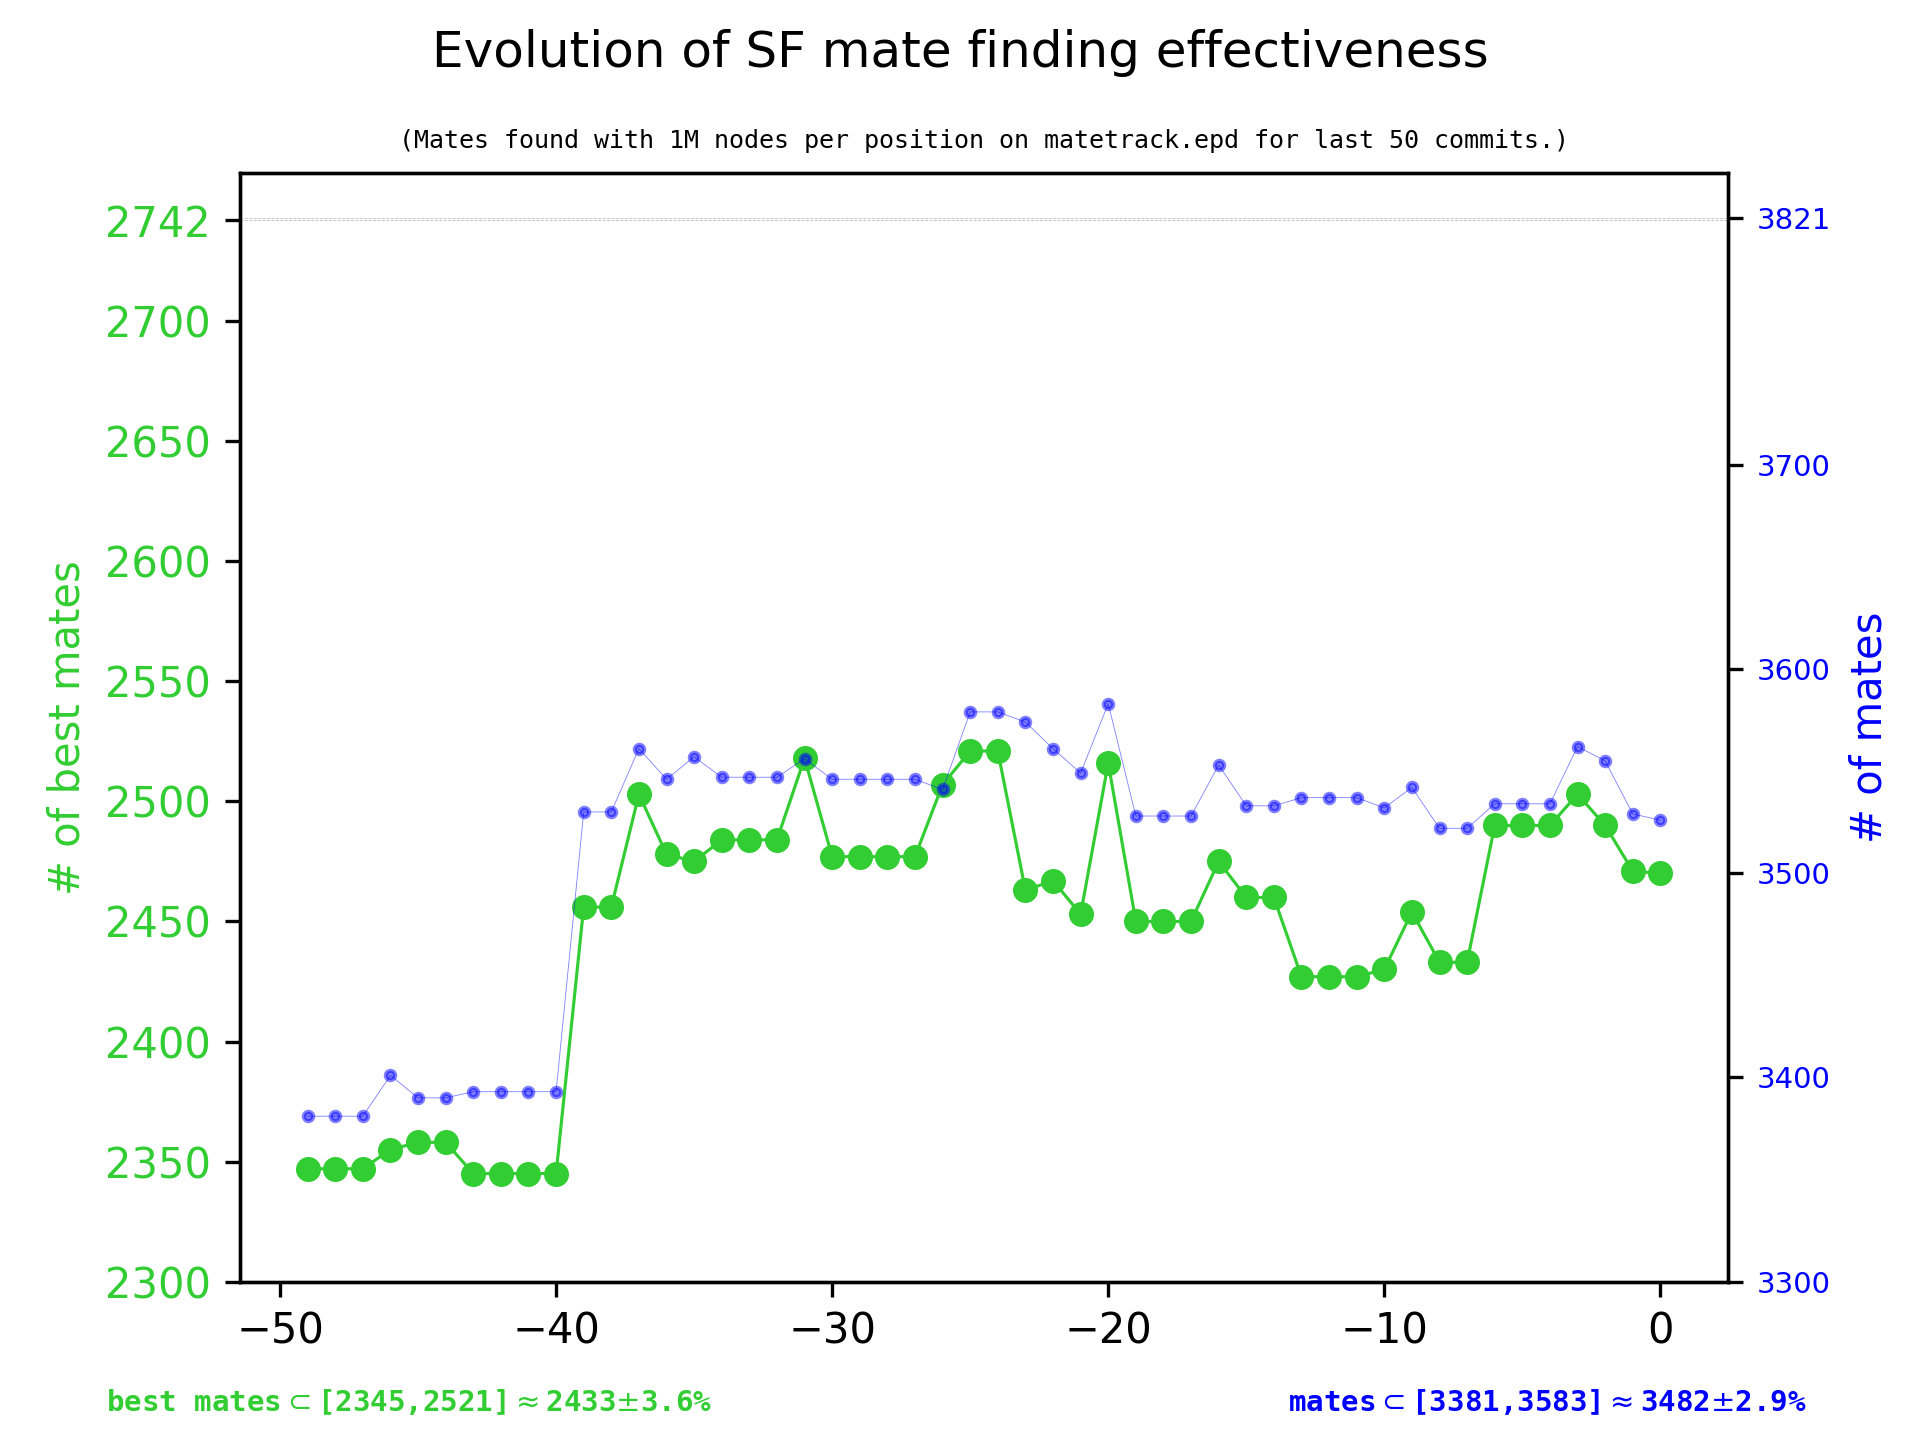 Evolution of SF mate finding effectiveness
(Mates found with 1M nodes per position on matetrack.epd for last 50 commits.)
# of best mates
2742
2700
2650
2600
2550
2500
2450
2400
2350
2300
3821
3700
3600
3500
3400
3300
# of mates
−50 −40 −30 −20 −10 0
best mates ⊂ [2345,2521] ≈ 2433±3.6%
mates ⊂ [3381,3583] ≈ 3482±2.9%